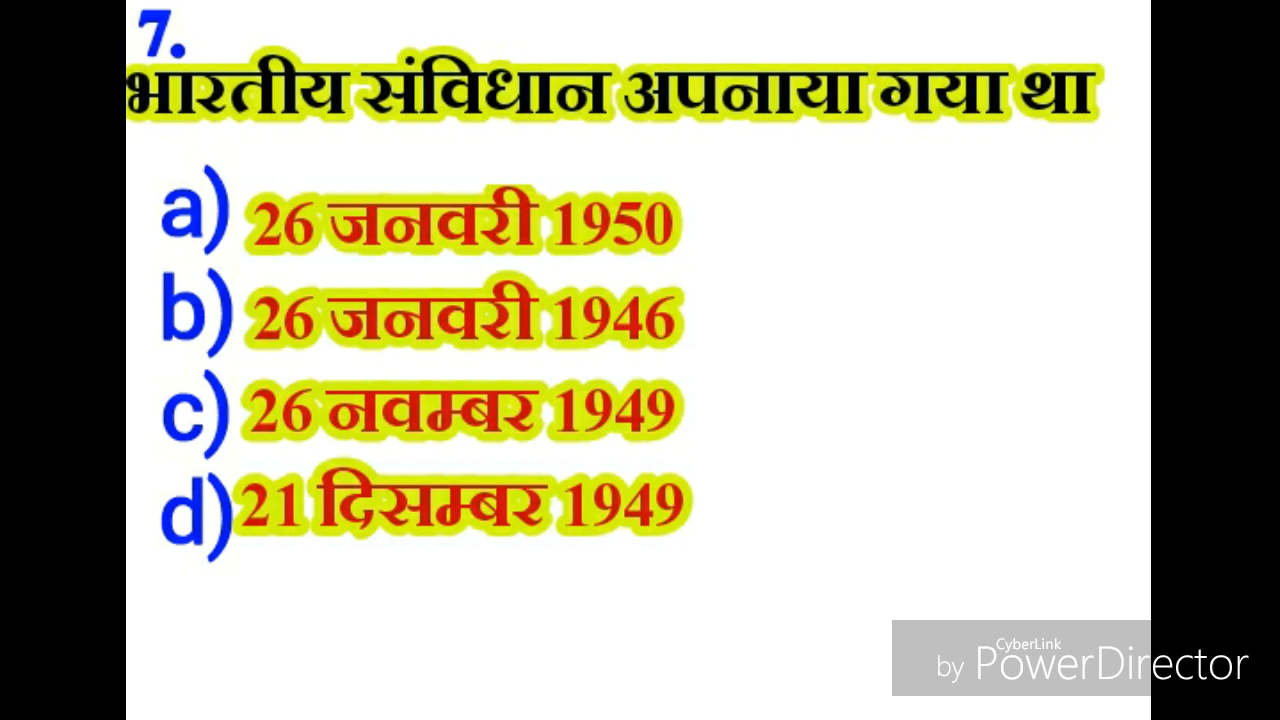 7.
भारतीय संविधान अपनाया गया था
a) 26 जनवरी 1950
b) 26 जनवरी 1946
c) 26 नवम्बर 1949
d) 21 दिसम्बर 1949
CyberLink
by PowerDirector